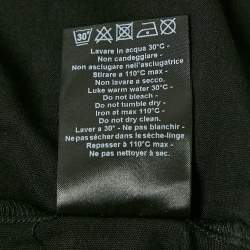 30°
Lavare in acqua 30°C -
Non candeggiare -
Non asciugare nell'asciugatrice
Stirare a 110°C max -
Non lavare a secco.
Luke warm water 30°C -
Do not bleach -
Do not tumble dry -
Iron at max 110°C -
Do not dry clean.
Laver a 30° - Ne pas blanchir -
Ne pas sécher dans le sèche-linge
Repasser à 110°C max -
Ne pas nettoyer à sec.